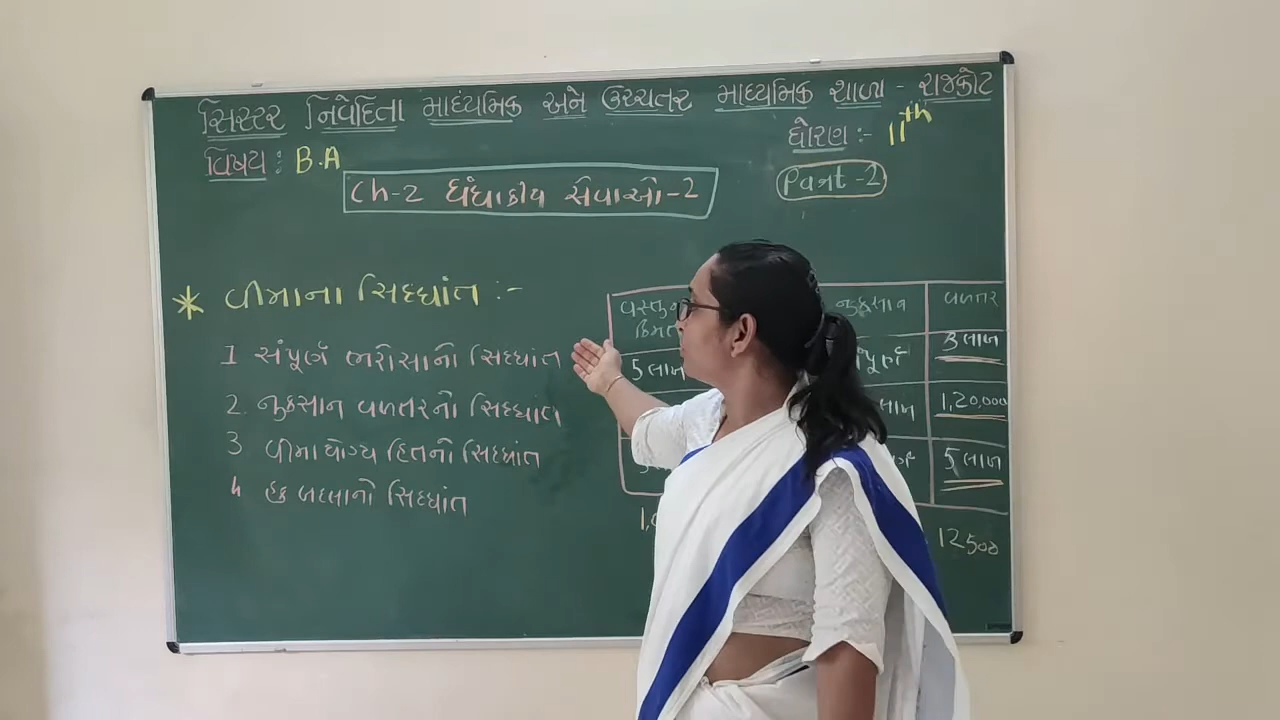 સિસ્ટર નિવેદિતા માધ્યમિક અને ઉચ્ચતર માધ્યમિક શાળા - રાજકોટ
ધોરણ :- 11th
વિષય : B.A
Ch-2 ધંધાકીય સેવાઓ-2
Part-2
* વીમાના સિદ્ધાંત :-
1 સંપૂર્ણ ભરોસાનો સિદ્ધાંત
2. નુકસાન વળતરનો સિદ્ધાંત
3 વીમાયોગ્ય હિતનો સિદ્ધાંત
4 હક બદલાનો સિદ્ધાંત
નુકસાન વળતર
5 લાખ 3 લાખ
લાખ 1,20,000
5 લાખ
12500